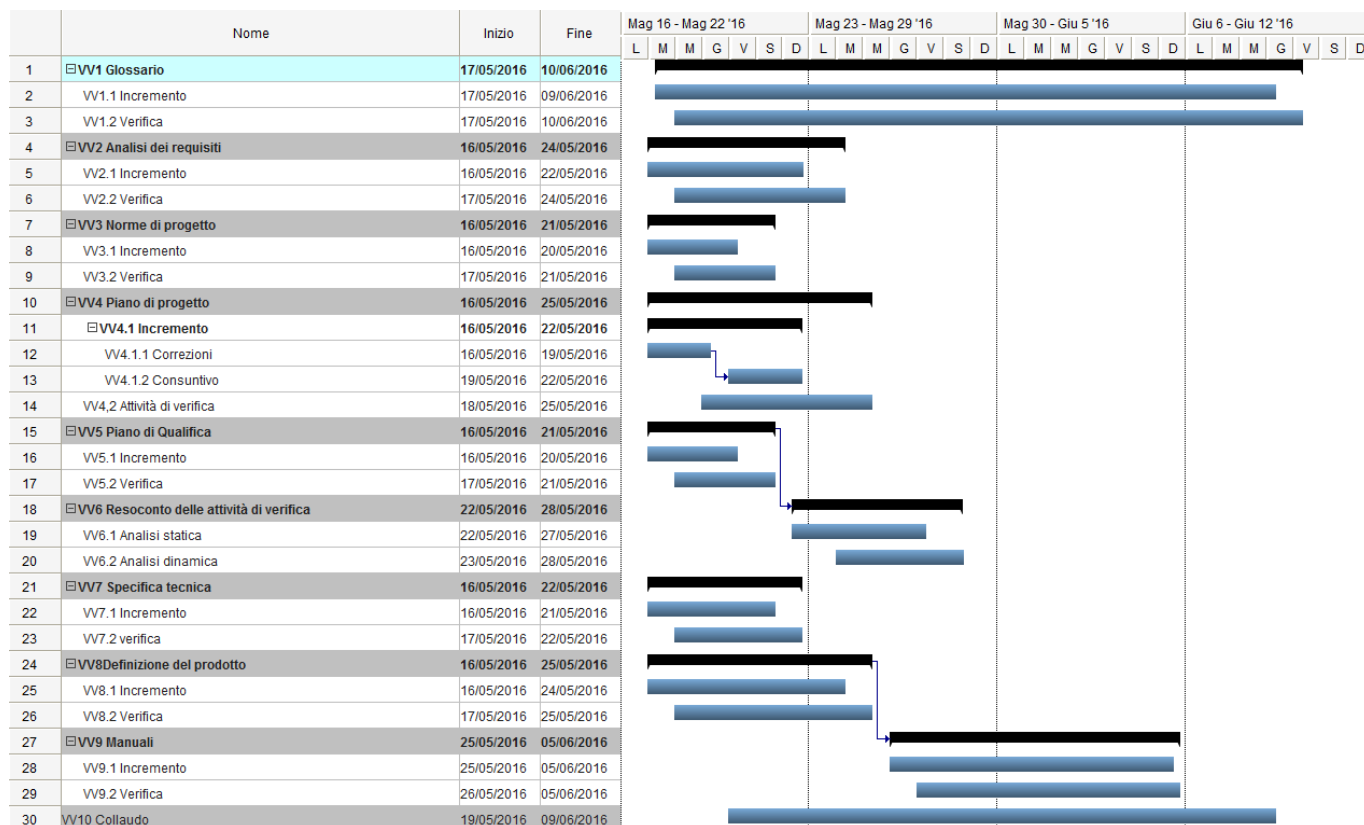 Nome Inizio Fine Mag 16 - Mag 22 '16 Mag 23 - Mag 29 '16 Mag 30 - Giu 5 '16 Giu 6 - Giu 12 '16
L M M G V S D L M M G V S D L M M G V S D L M M G V S D
1 VV1 Glossario 17/05/2016 10/06/2016
2 VV1.1 Incremento 17/05/2016 09/06/2016
3 VV1.2 Verifica 17/05/2016 10/06/2016
4 VV2 Analisi dei requisiti 16/05/2016 24/05/2016
5 VV2.1 Incremento 16/05/2016 22/05/2016
6 VV2.2 Verifica 17/05/2016 24/05/2016
7 VV3 Norme di progetto 16/05/2016 21/05/2016
8 VV3.1 Incremento 16/05/2016 20/05/2016
9 VV3.2 Verifica 17/05/2016 21/05/2016
10 VV4 Piano di progetto 16/05/2016 25/05/2016
11 VV4.1 Incremento 16/05/2016 22/05/2016
12 VV4.1.1 Correzioni 16/05/2016 19/05/2016
13 VV4.1.2 Consuntivo 19/05/2016 22/05/2016
14 VV4,2 Attività di verifica 18/05/2016 25/05/2016
15 VV5 Piano di Qualifica 16/05/2016 21/05/2016
16 VV5.1 Incremento 16/05/2016 20/05/2016
17 VV5.2 Verifica 17/05/2016 21/05/2016
18 VV6 Resoconto delle attività di verifica 22/05/2016 28/05/2016
19 VV6.1 Analisi statica 22/05/2016 27/05/2016
20 VV6.2 Analisi dinamica 23/05/2016 28/05/2016
21 VV7 Specifica tecnica 16/05/2016 22/05/2016
22 VV7.1 Incremento 16/05/2016 21/05/2016
23 VV7.2 verifica 17/05/2016 22/05/2016
24 VV8Definizione del prodotto 16/05/2016 25/05/2016
25 VV8.1 Incremento 16/05/2016 24/05/2016
26 VV8.2 Verifica 17/05/2016 25/05/2016
27 VV9 Manuali 25/05/2016 05/06/2016
28 VV9.1 Incremento 25/05/2016 05/06/2016
29 VV9.2 Verifica 26/05/2016 05/06/2016
30 VV10 Collaudo 19/05/2016 09/06/2016